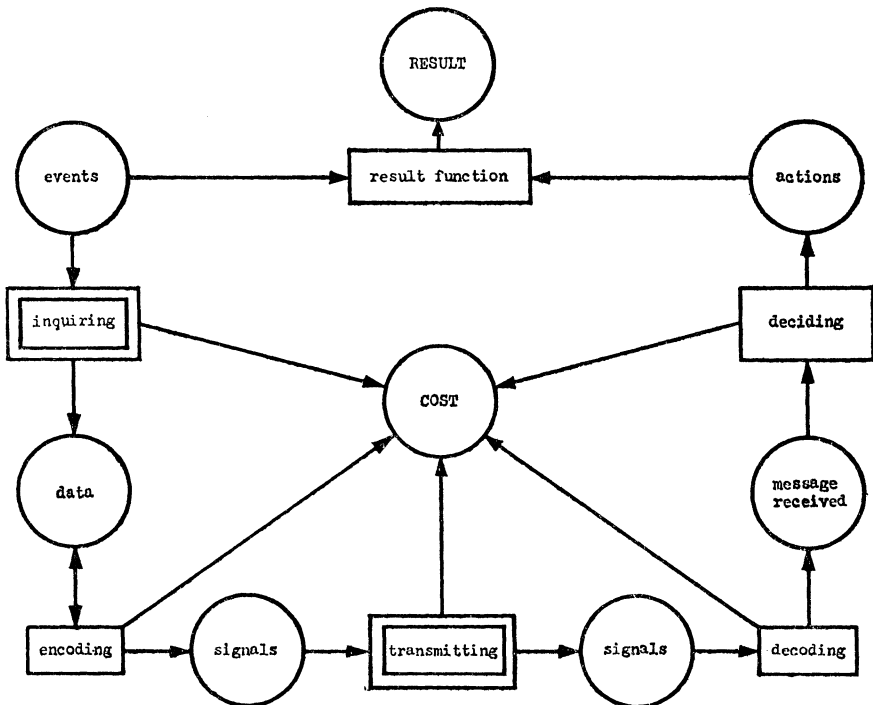 RESULT
events
result function
actions
inquiring
deciding
COST
data
message
received
encoding
signals
transmitting
signals
decoding